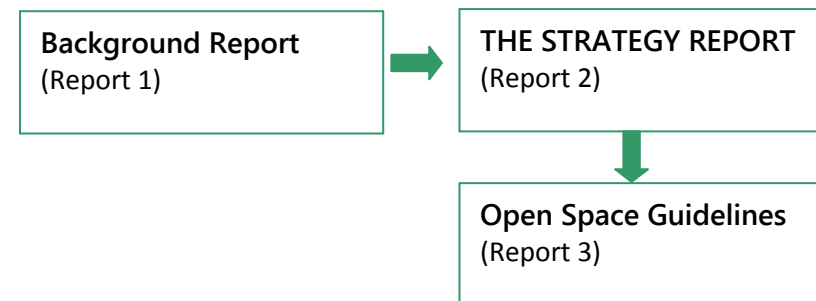 Background Report
(Report 1)
THE STRATEGY REPORT
(Report 2)
Open Space Guidelines
(Report 3)